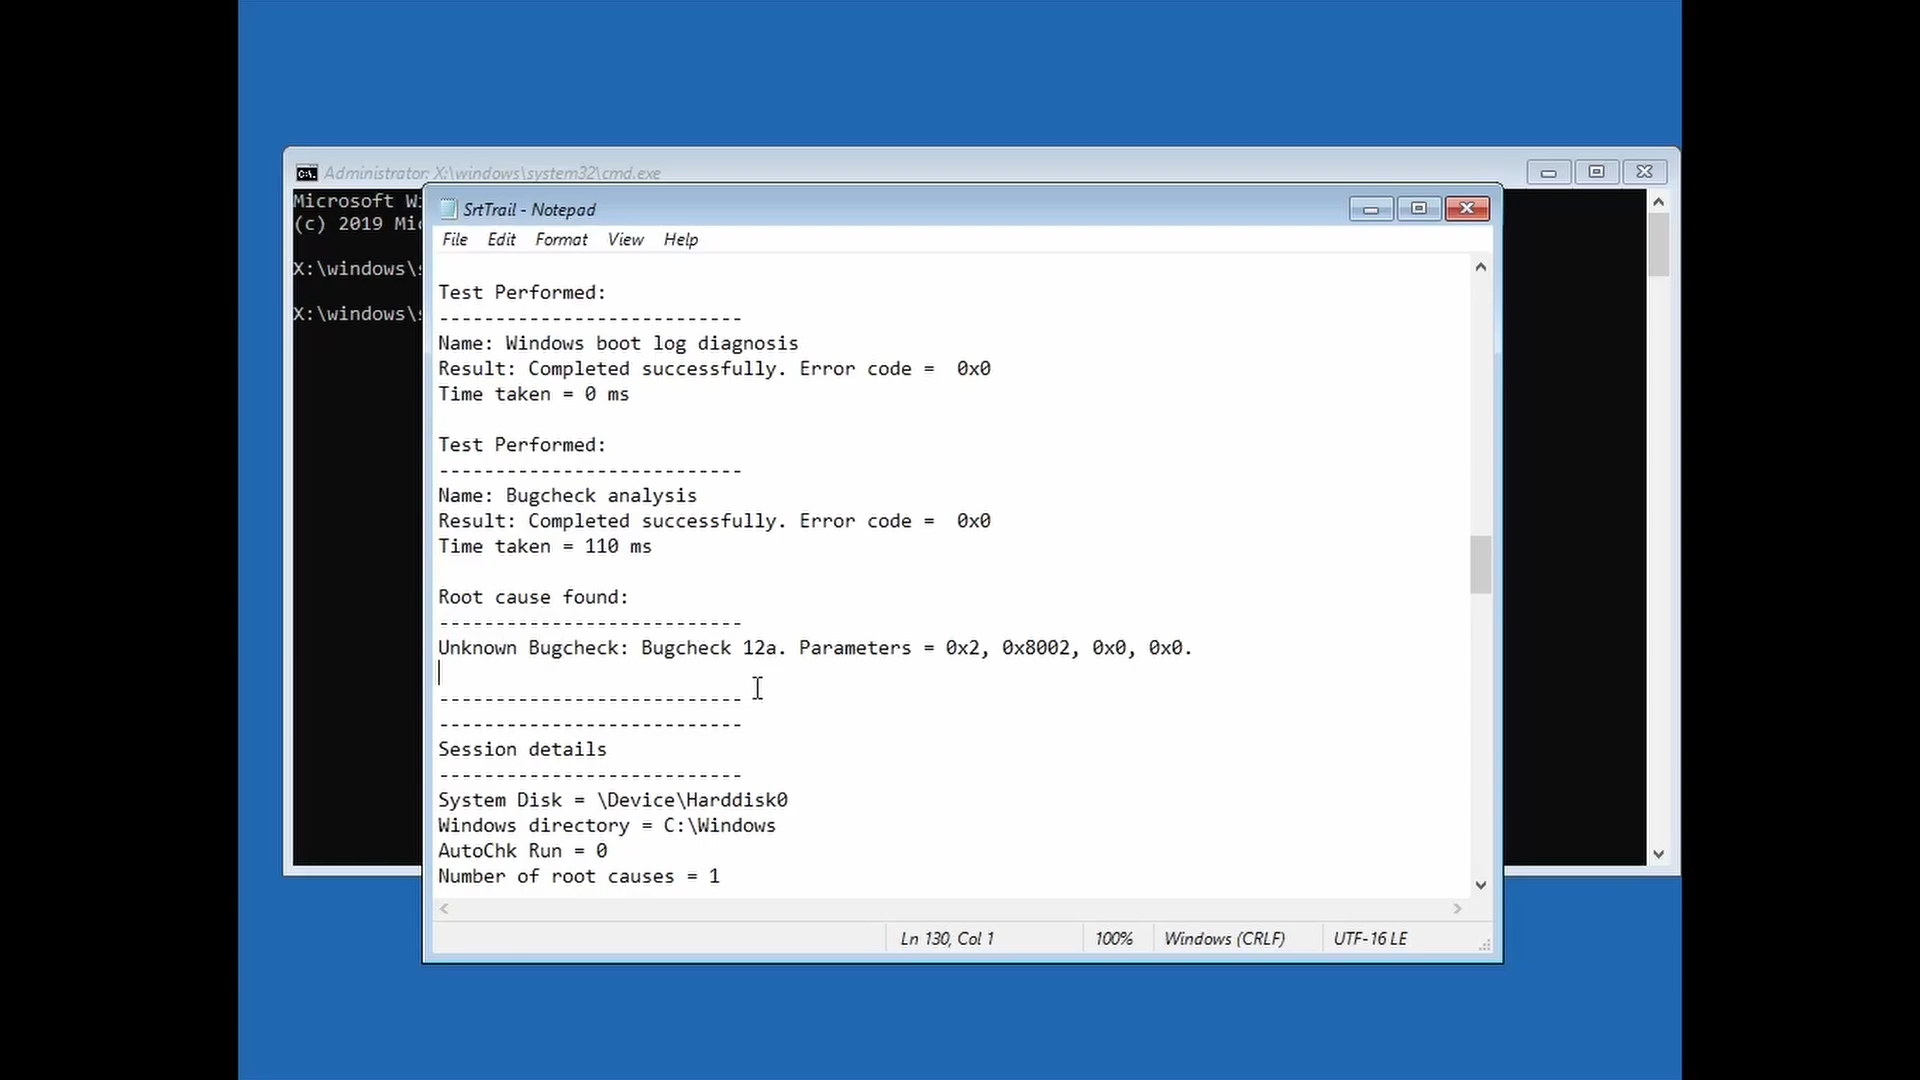 Administrator: X:\windows\system32\cmd.exe
Microsoft
(c) 2019
X:\windows\
X:\windows\
SrtTrail - Notepad
File Edit Format View Help
Test Performed:
---------------------------
Name: Windows boot log diagnosis
Result: Completed successfully. Error code =  0x0
Time taken = 0 ms
Test Performed:
---------------------------
Name: Bugcheck analysis
Result: Completed successfully. Error code =  0x0
Time taken = 110 ms
Root cause found:
---------------------------
Unknown Bugcheck: Bugcheck 12a. Parameters = 0x2, 0x8002, 0x0, 0x0.
---------------------------
---------------------------
Session details
---------------------------
System Disk = \Device\Harddisk0
Windows directory = C:\Windows
AutoChk Run = 0
Number of root causes = 1
Ln 130, Col 1 100% Windows (CRLF) UTF-16 LE